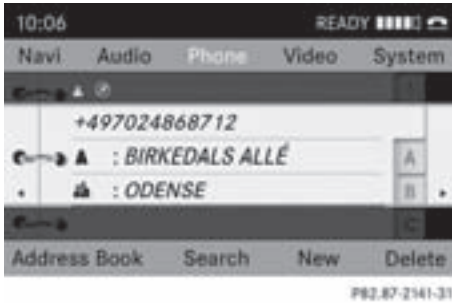 10:06 READY
Navi Audio Phone Video System
+497024868712
: BIRKEDALS ALLÉ A
: ODENSE B
C
Address Book Search New Delete
P82.87-2141-31